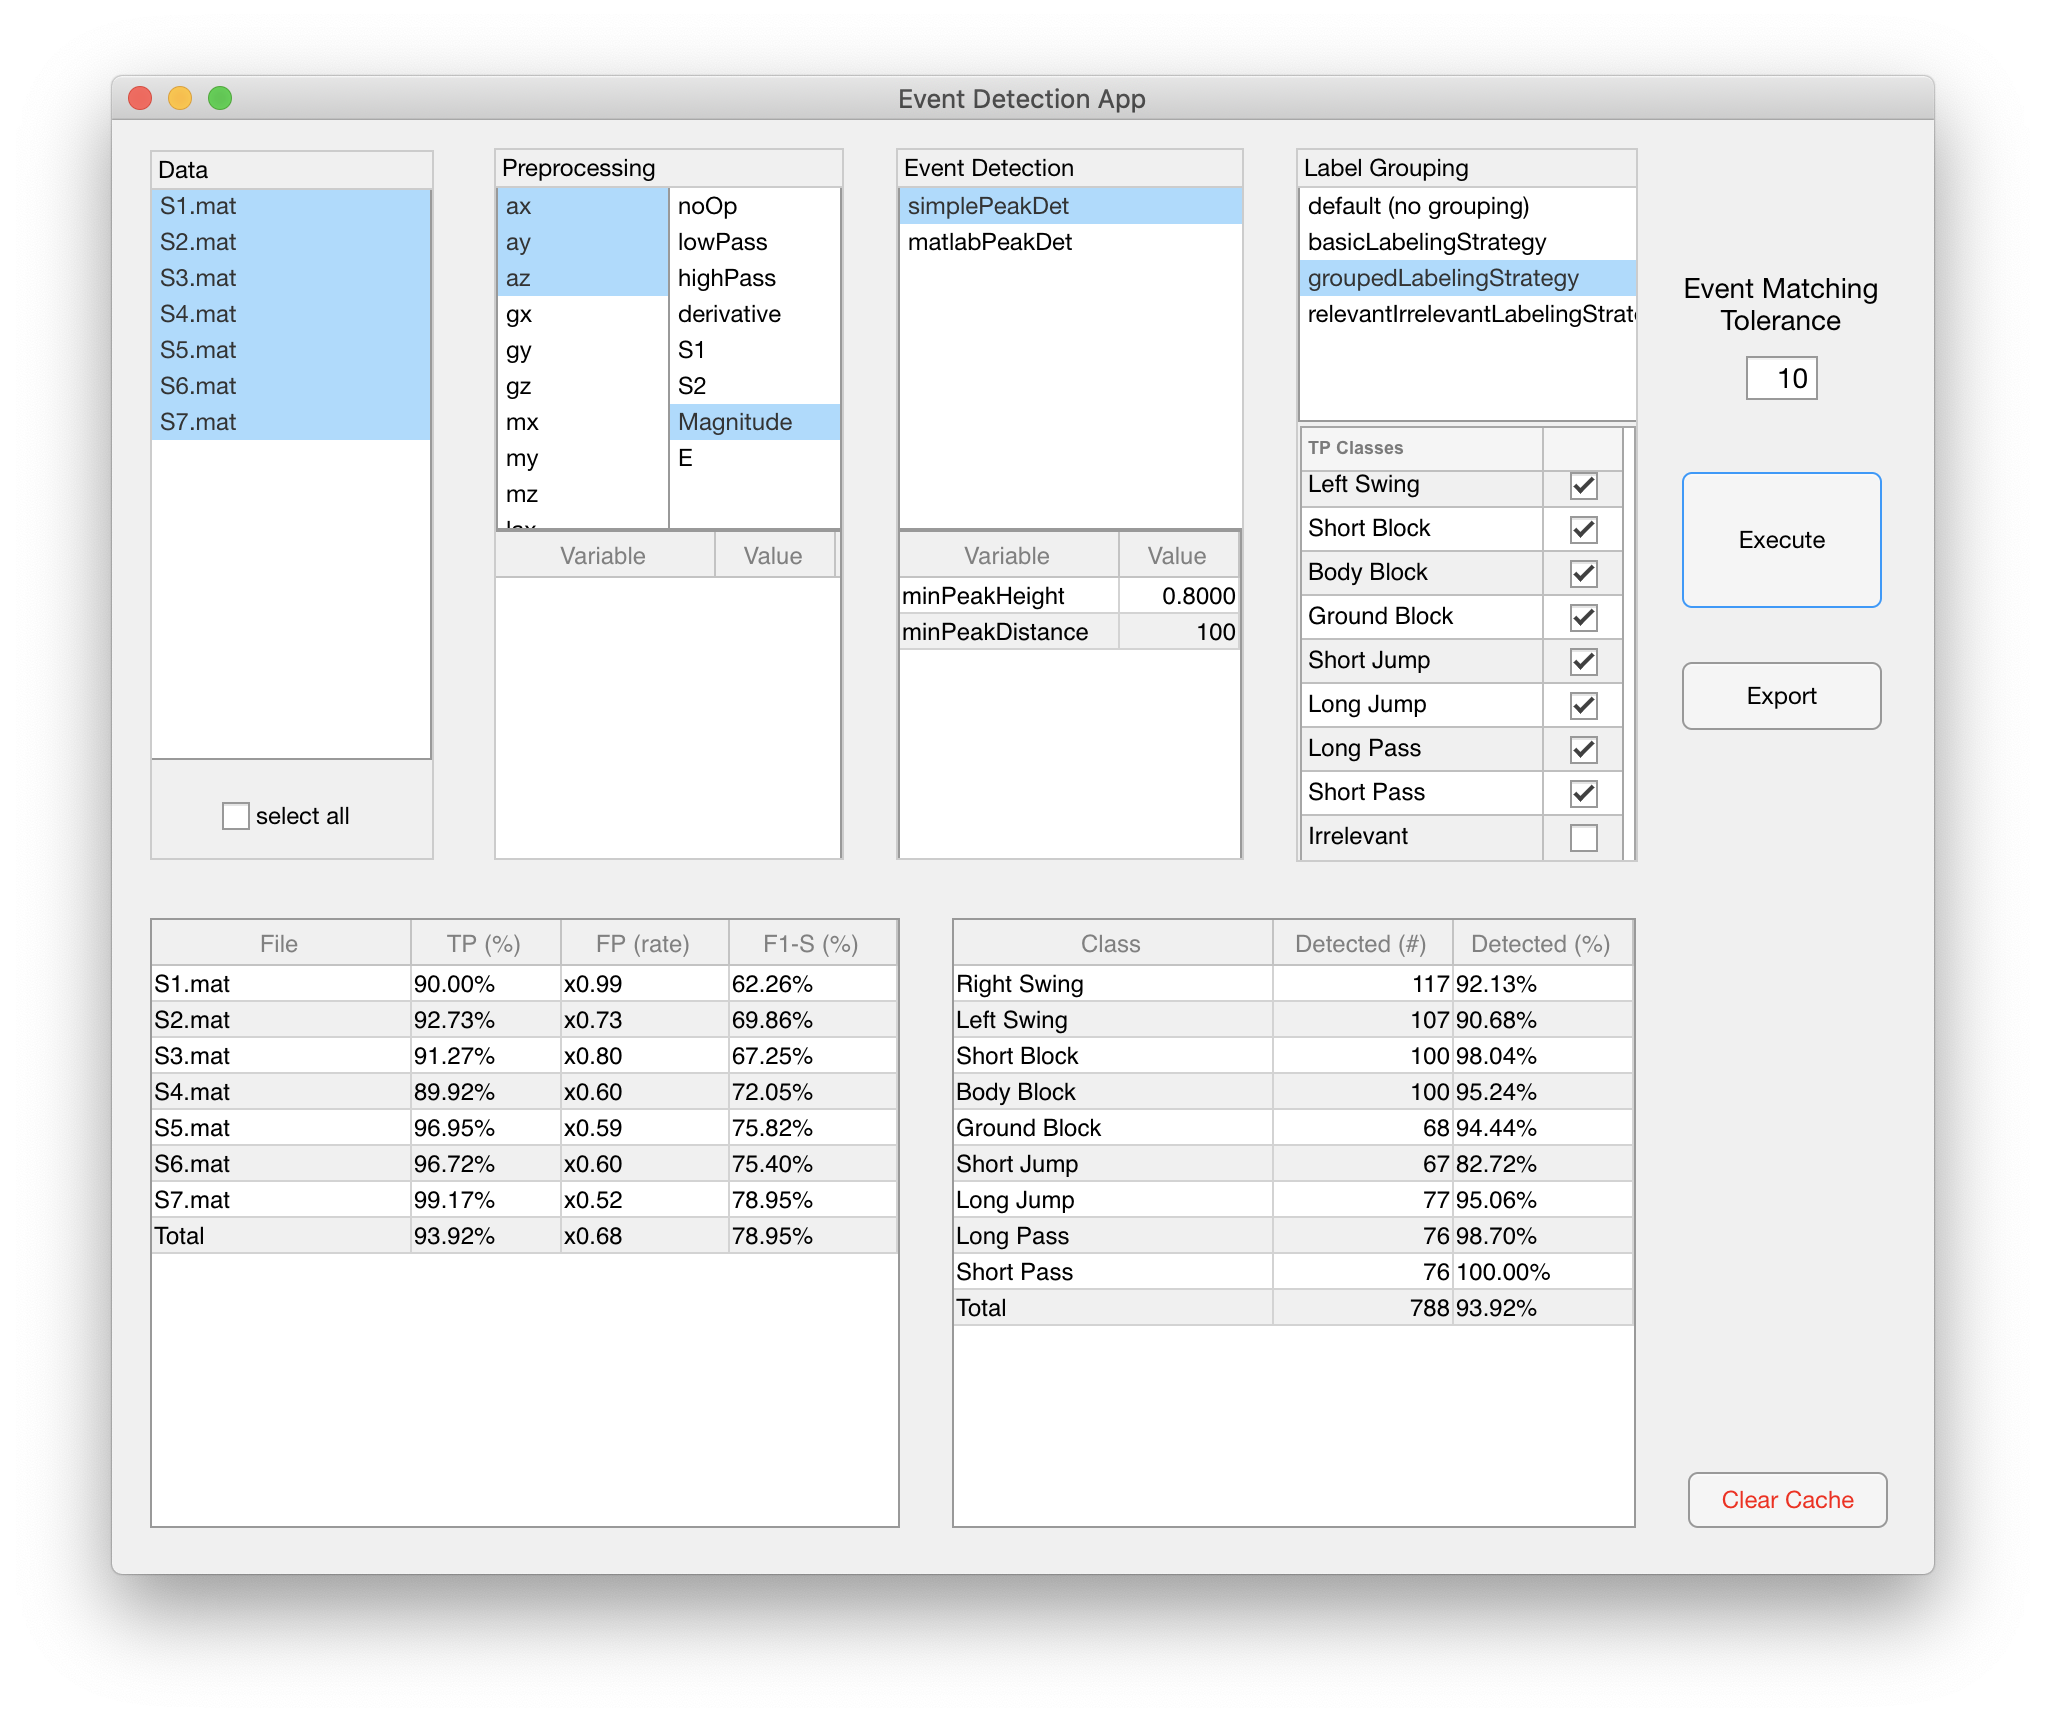 Event Detection App
Data
S1.mat
S2.mat
S3.mat
S4.mat
S5.mat
S6.mat
S7.mat
select all
Preprocessing
ax
ay
az
gx
gy
gz
mx
my
mz
lax
noOp
lowPass
highPass
derivative
S1
S2
Magnitude
E
Variable Value
Event Detection
simplePeakDet
matlabPeakDet
Variable Value
minPeakHeight 0.8000
minPeakDistance 100
Label Grouping
default (no grouping)
basicLabelingStrategy
groupedLabelingStrategy
relevantIrrelevantLabelingStrate
TP Classes
Left Swing
Short Block
Body Block
Ground Block
Short Jump
Long Jump
Long Pass
Short Pass
Irrelevant
Event Matching
Tolerance
10
Execute
Export
File TP (%) FP (rate) F1-S (%)
S1.mat 90.00% x0.99 62.26%
S2.mat 92.73% x0.73 69.86%
S3.mat 91.27% x0.80 67.25%
S4.mat 89.92% x0.60 72.05%
S5.mat 96.95% x0.59 75.82%
S6.mat 96.72% x0.60 75.40%
S7.mat 99.17% x0.52 78.95%
Total 93.92% x0.68 78.95%
Class Detected (#) Detected (%)
Right Swing 117 92.13%
Left Swing 107 90.68%
Short Block 100 98.04%
Body Block 100 95.24%
Ground Block 68 94.44%
Short Jump 67 82.72%
Long Jump 77 95.06%
Long Pass 76 98.70%
Short Pass 76 100.00%
Total 788 93.92%
Clear Cache